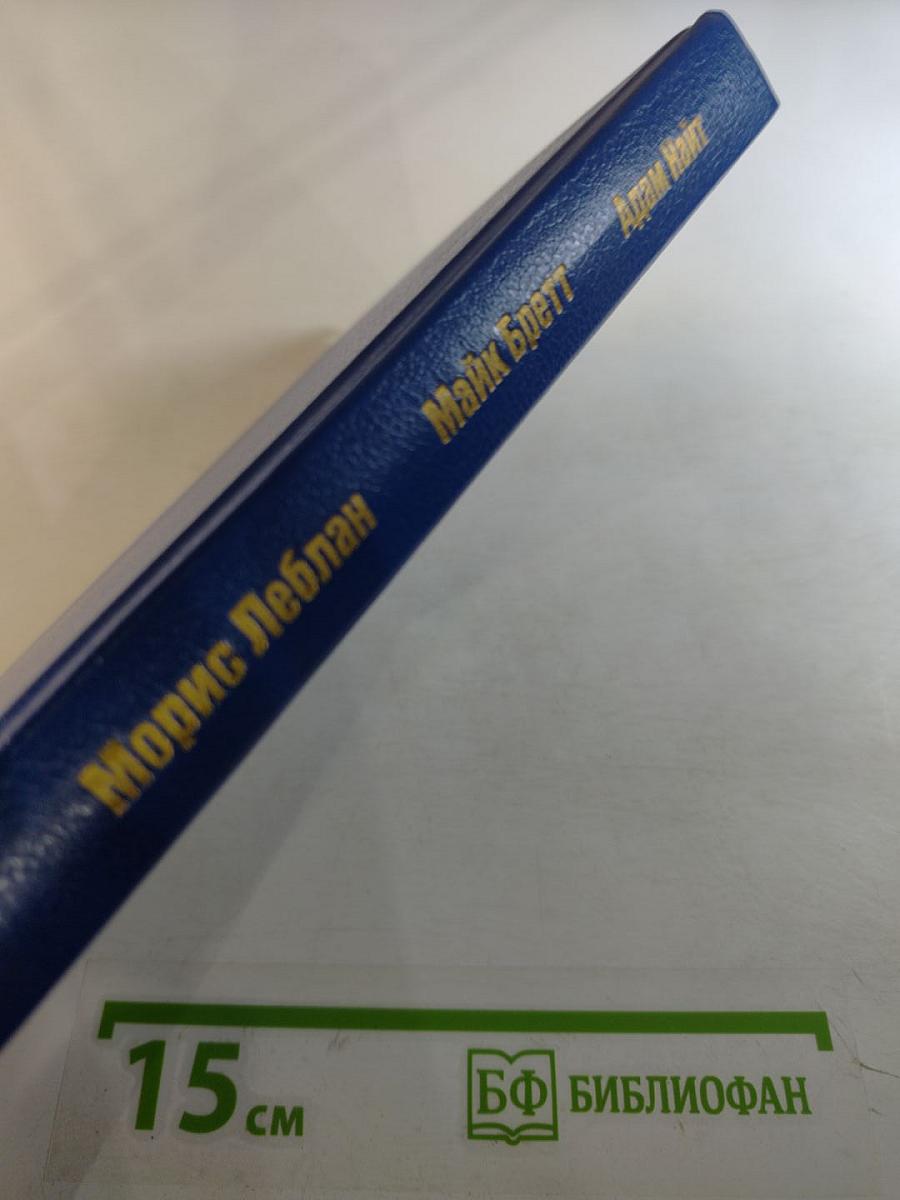 Морис Леблан
Майк Бретт
Адам Найт
15 см
БФ БИБЛИОФАН